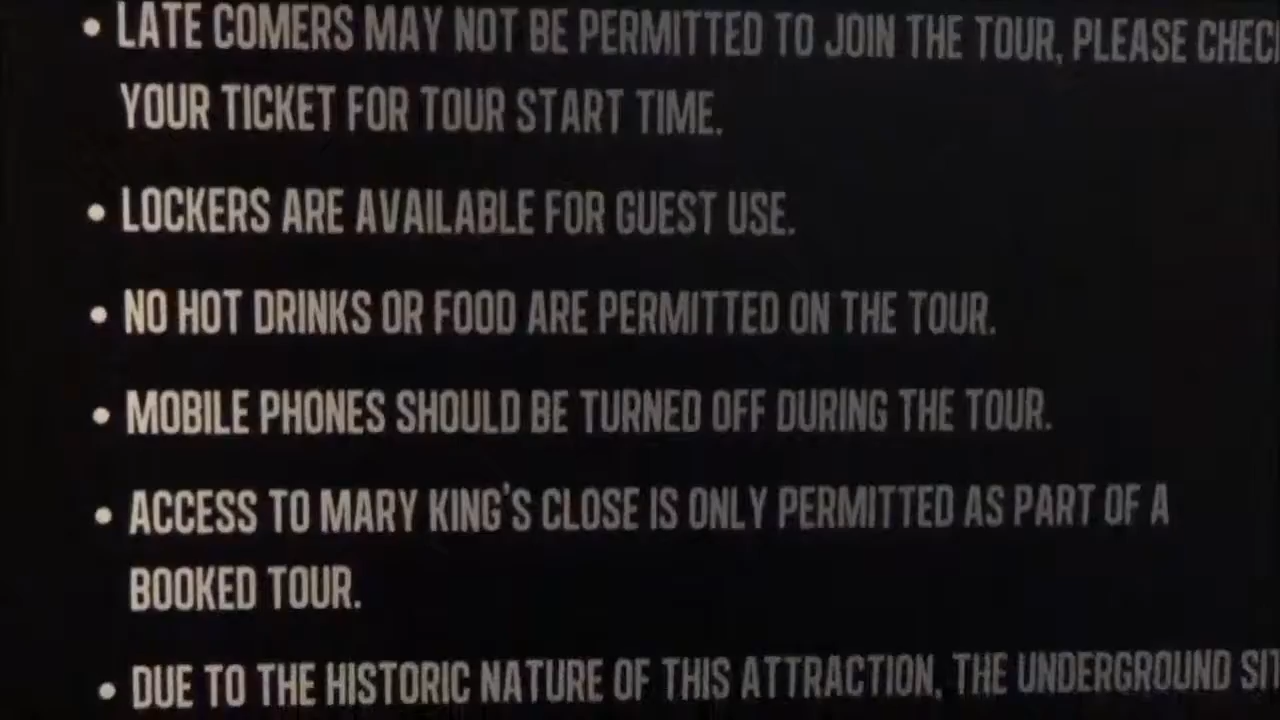 • LATE COMERS MAY NOT BE PERMITTED TO JOIN THE TOUR, PLEASE
YOUR TICKET FOR TOUR START TIME.
• LOCKERS ARE AVAILABLE FOR GUEST USE.
• NO HOT DRINKS OR FOOD ARE PERMITTED ON THE TOUR.
• MOBILE PHONES SHOULD BE TURNED OFF DURING THE TOUR.
• ACCESS TO MARY KING'S CLOSE IS ONLY PERMITTED AS PART OF A
BOOKED TOUR.
• DUE TO THE HISTORIC NATURE OF THIS ATTRACTION, THE UNDERGROUND